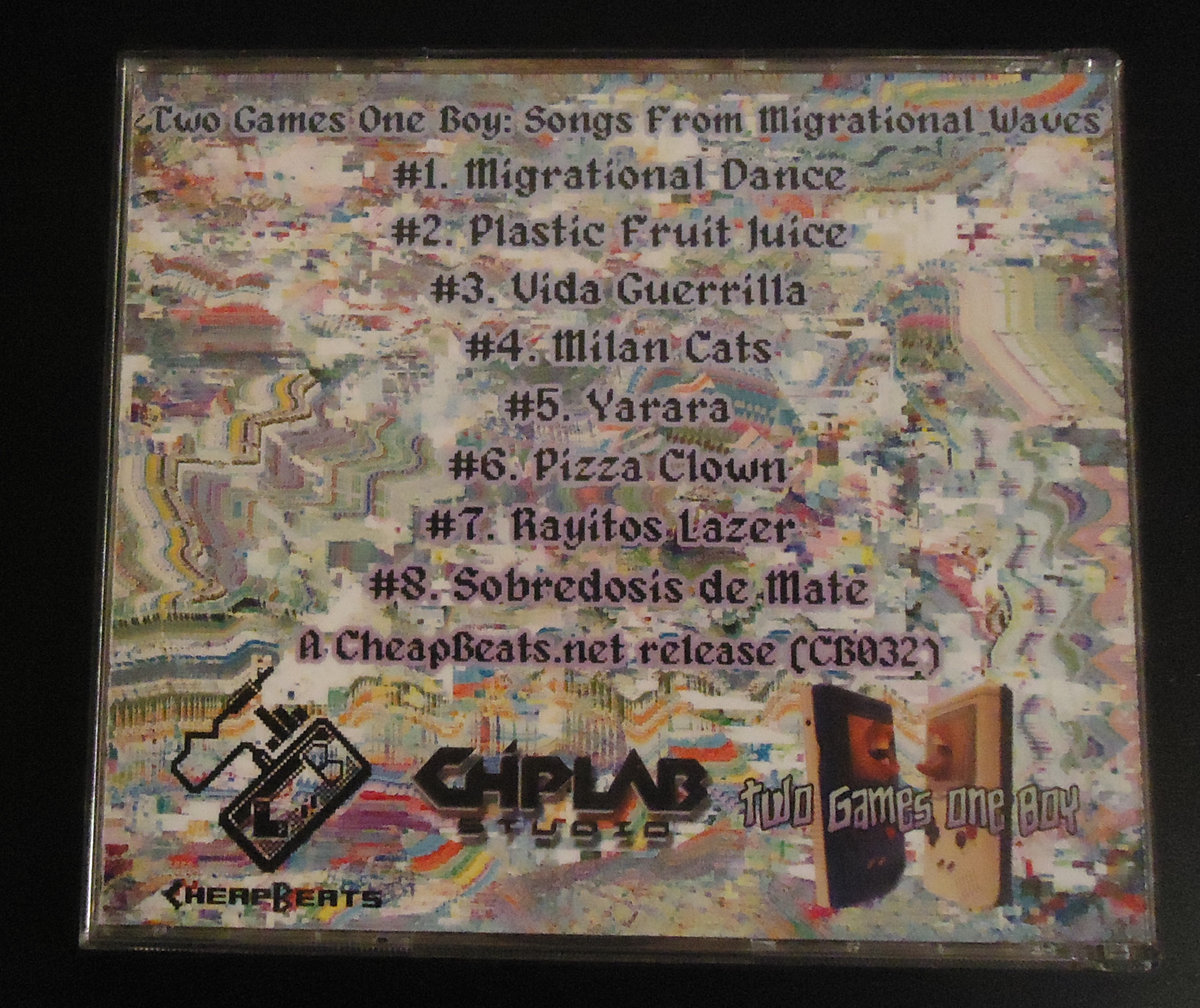 Two Games One Boy: Songs From Migrational Waves
#1. Migrational Dance
#2. Plastic Fruit Juice
#3. Vida Guerrilla
#4. Milan Cats
#5. Yarara
#6. Pizza Clown
#7. Rayitos Lazer
#8. Sobredosis de Mate
A CheapBeats.net release (CB032)
CHIPLAB
STUDIO
Two Games One Boy
CHEAPBEATS